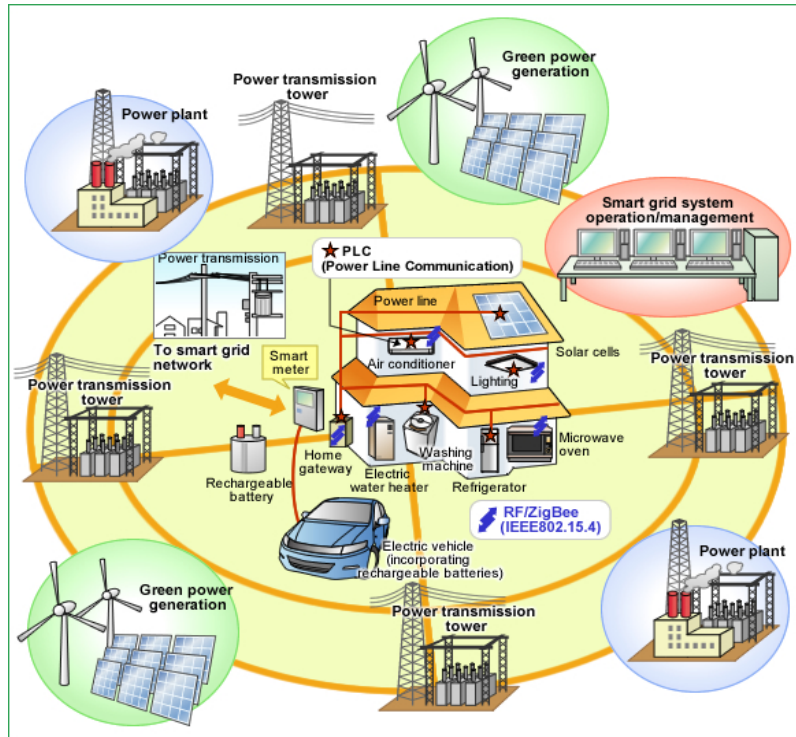 Green power
generation
Power transmission
tower
Power plant
Smart grid system
operation/management
PLC
(Power Line Communication)
Power transmission
Power line
To smart grid
network
Smart
meter
Air conditioner
Solar cells
Lighting
Power transmission
tower
Power transmission
tower
Home
gateway
Rechargeable
battery
Electric
water heater
Washing
machine
Refrigerator
Microwave
oven
RF/ZigBee
(IEEE802.15.4)
Electric vehicle
(incorporating
rechargeable batteries)
Power plant
Green power
generation
Power transmission
tower